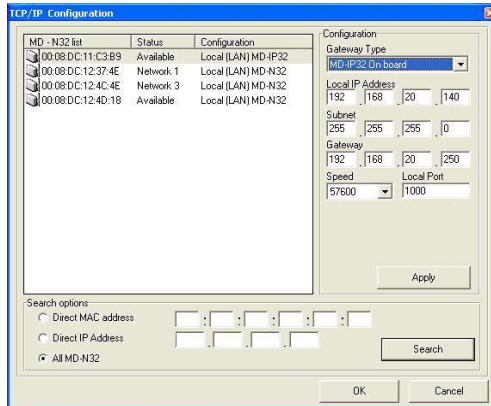 TCP/IP Configuration
MD - N32 list Status Configuration
00:08:DC:11:C3:B9 Available Local (LAN) MD-IP32
00:08:DC:12:37:4E Network 1 Local (LAN) MD-N32
00:08:DC:12:4C:4E Network 3 Local (LAN) MD-N32
00:08:DC:12:4D:18 Available Local (LAN) MD-N32
Configuration
Gateway Type
MD-IP32 On board
Local IP Address
192 . 168 . 20 . 140
Subnet
255 . 255 . 255 . 0
Gateway
192 . 168 . 20 . 250
Speed Local Port
57600 1000
Apply
Search options
Direct MAC address : : : : :
Direct IP Address . . .
All MD-N32
Search
OK Cancel